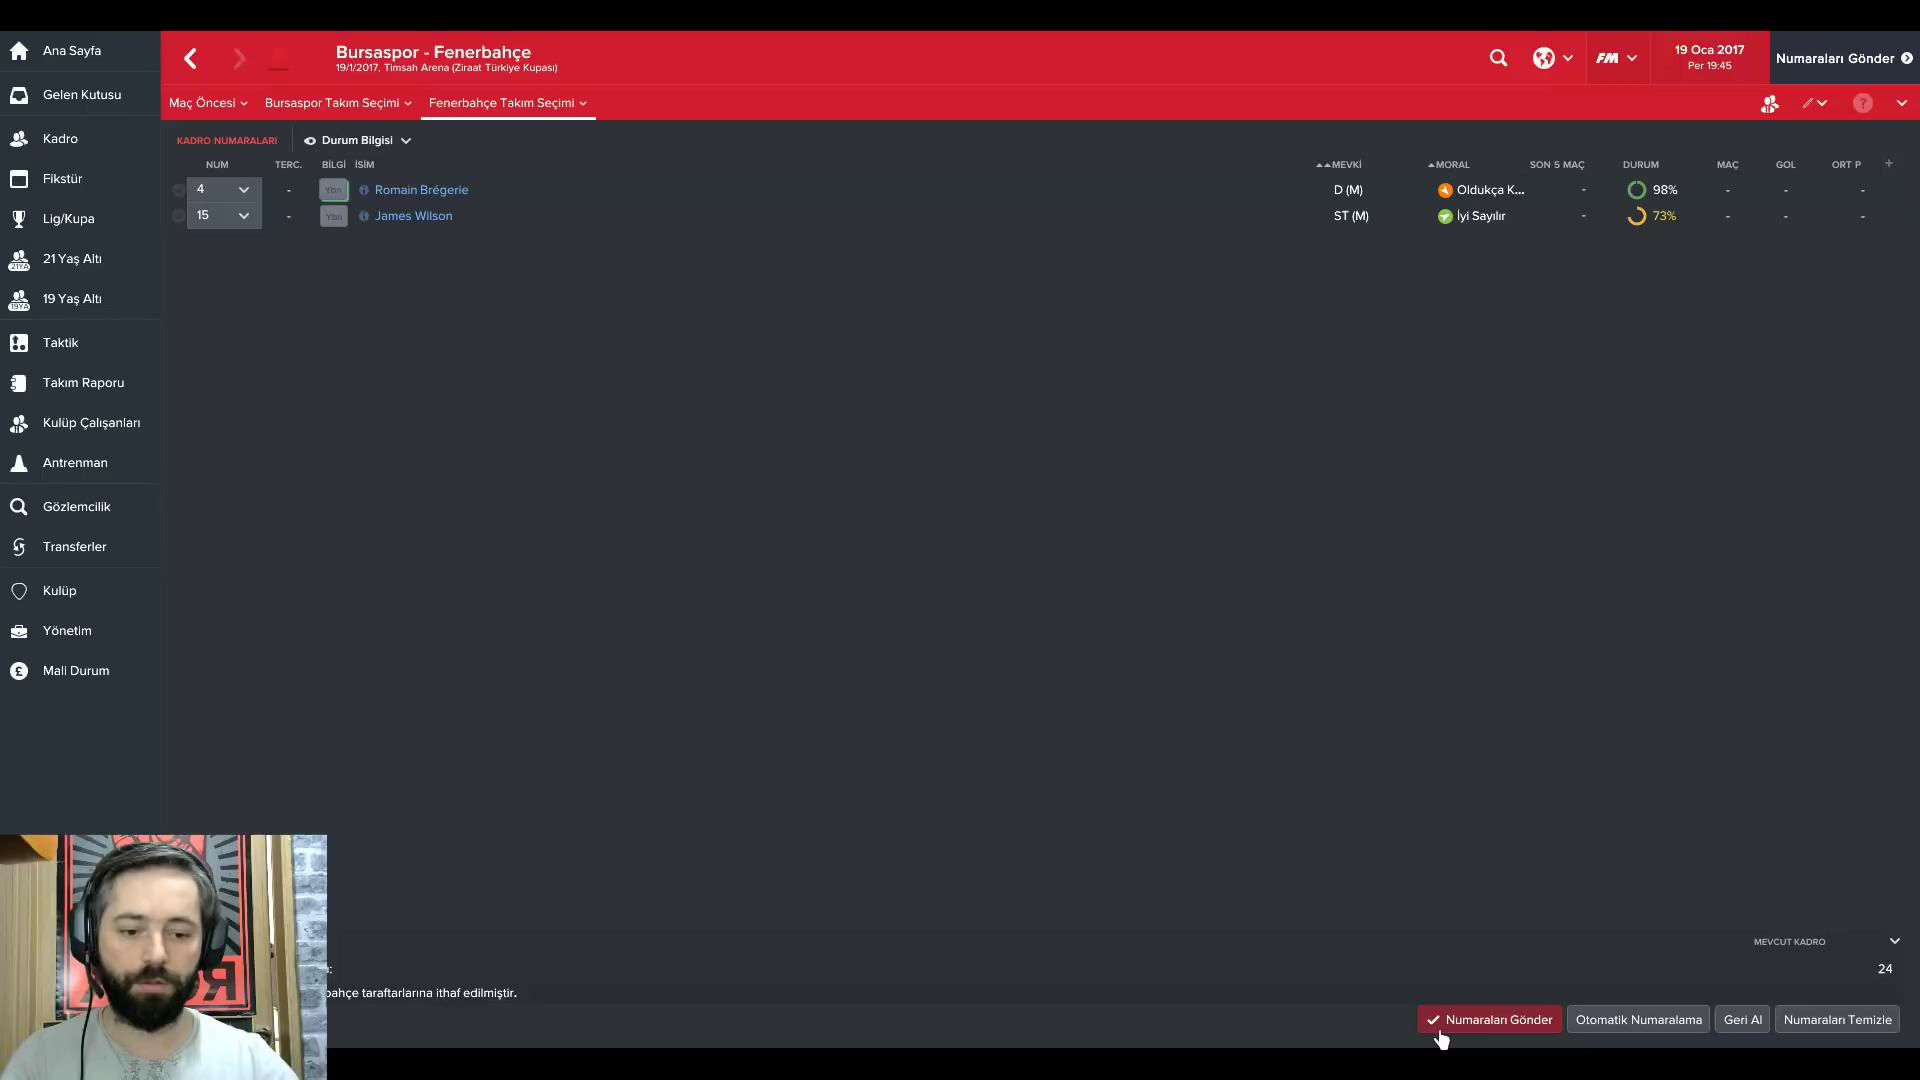 Ana Sayfa
Gelen Kutusu
Kadro
Fikstür
Lig/Kupa
21YA
21 Yaş Altı
19YA
19 Yaş Altı
Taktik
Takım Raporu
Kulüp Çalışanları
Antrenman
Gözlemcilik
Transferler
Kulüp
Yönetim
Mali Durum
Bursaspor - Fenerbahçe
19/1/2017, Timsah Arena (Ziraat Türkiye Kupası)
FM
19 Oca 2017
Per 19:45
Numaraları Gönder
Maç Öncesi
Bursaspor Takım Seçimi
Fenerbahçe Takım Seçimi
KADRO NUMARALARI
Durum Bilgisi
NUM TERC. BİLGİ İSİM MEVKİ MORAL SON 5 MAÇ DURUM MAÇ GOL ORT P
4 - Ybn Romain Brégerie D (M) Oldukça K... - 98% - - -
15 - Ybn James Wilson ST (M) İyi Sayılır - 73% - - -
MEVCUT KADRO
24
bahçe taraftarlarına ithaf edilmiştir.
Numaraları Gönder
Otomatik Numaralama
Geri Al
Numaraları Temizle